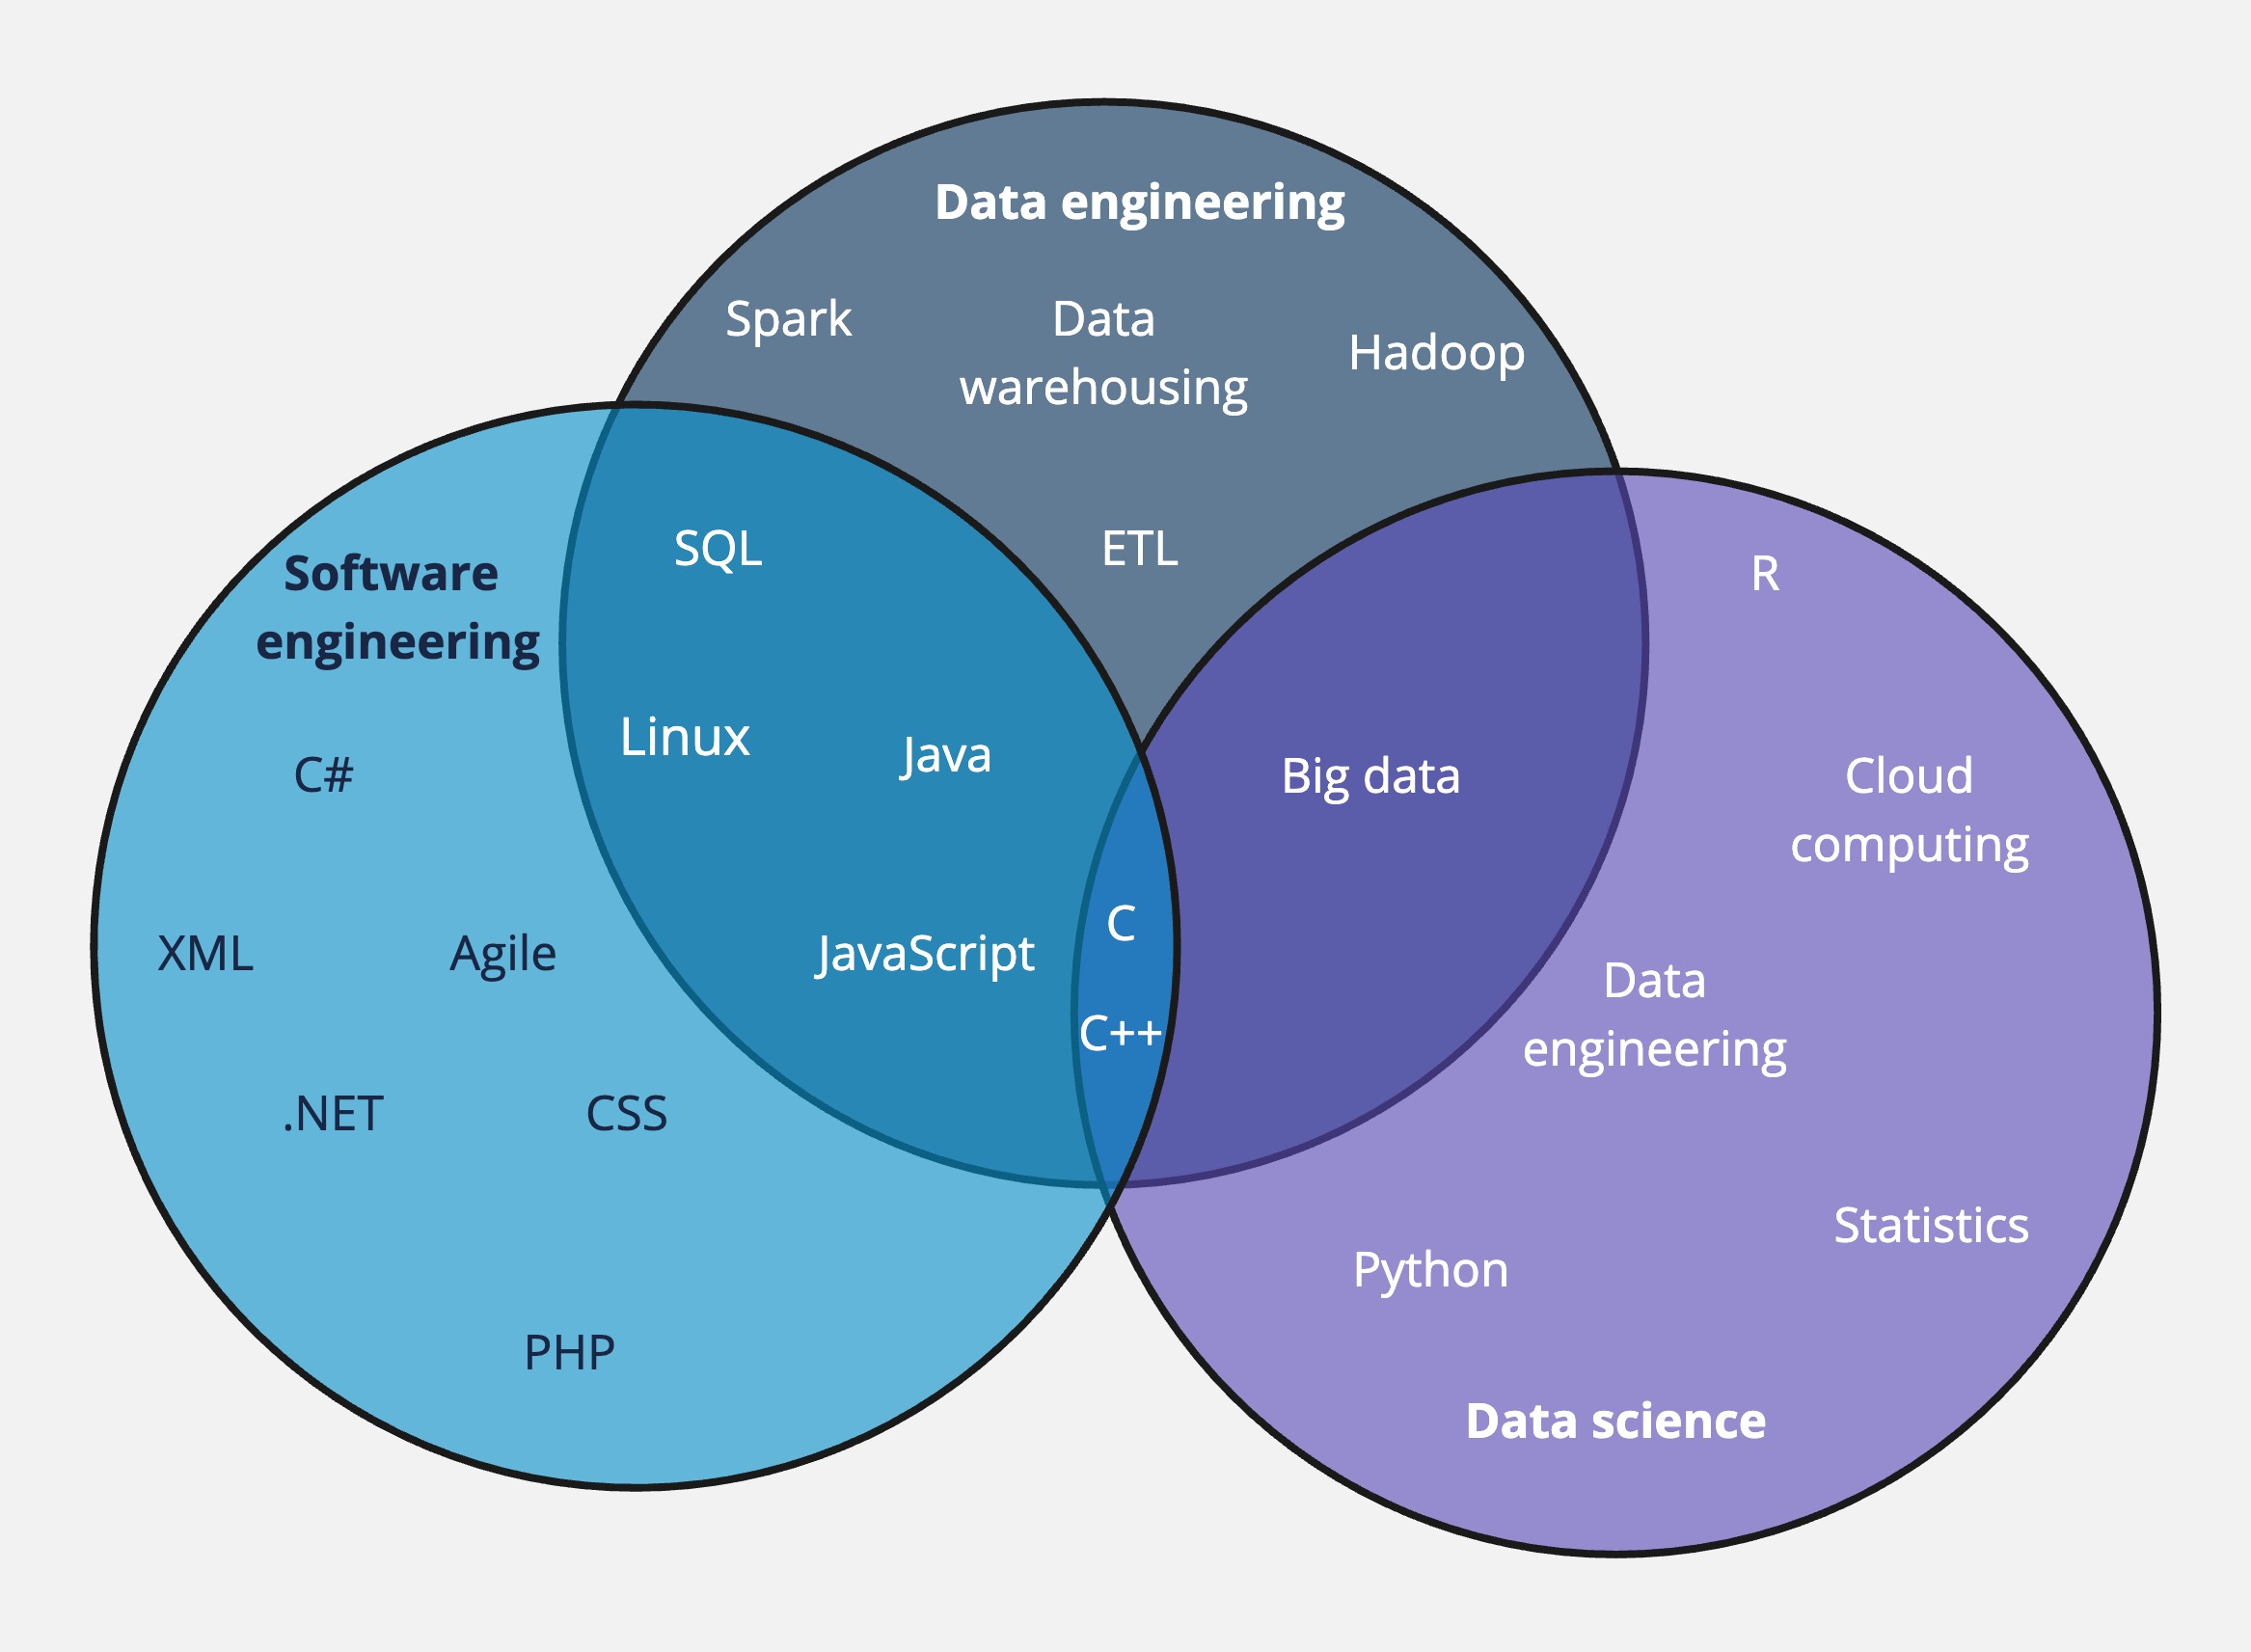 Data engineering
Spark
Data
warehousing
Hadoop
SQL
ETL
Software
engineering
R
Linux
Java
C#
Big data
Cloud
computing
C
XML
Agile
JavaScript
Data
engineering
C++
.NET
CSS
Statistics
Python
PHP
Data science